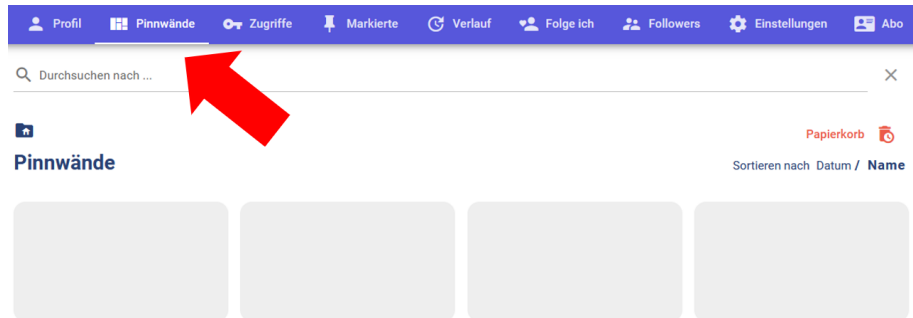 Profil Pinnwände Zugriffe Markierte Verlauf Folge ich Followers Einstellungen Abo
Durchsuchen nach ...
Papierkorb
Pinnwände
Sortieren nach Datum / Name